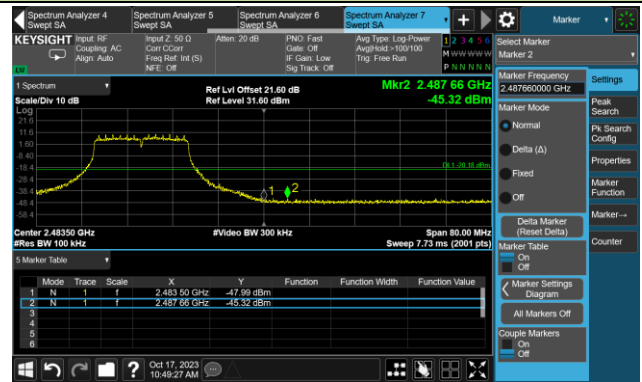 Spectrum Analyzer 4
Swept SA
Spectrum Analyzer 5
Swept SA
Spectrum Analyzer 6
Swept SA
Spectrum Analyzer 7
Swept SA
+
Marker
KEYSIGHT
Input: RF
Coupling: AC
Align: Auto
Input Z: 50 Ω
Corr CCorr
Freq Ref: Int (S)
NFE: Off
Atten: 20 dB
PNO: Fast
Gate: Off
IF Gain: Low
Sig Track: Off
Avg Type: Log-Power
Avg|Hold:>100/100
Trig: Free Run
1 2 3 4 5 6
M W W W W W
P N N N N N
Select Marker
Marker 2
1 Spectrum
Scale/Div 10 dB
Ref Lvl Offset 21.60 dB
Ref Level 31.60 dBm
Mkr2 2.487 66 GHz
-45.32 dBm
Log
21.6
11.6
1.60
-8.40
-18.4
-28.4
-38.4
-48.4
-58.4
DL1 -20.18 dBm
1
2
Center 2.48350 GHz
#Res BW 100 kHz
#Video BW 300 kHz
Span 80.00 MHz
Sweep 7.73 ms (2001 pts)
5 Marker Table
Mode Trace Scale X Y Function Function Width Function Value
1 N 1 f 2.483 50 GHz -47.99 dBm
2 N 1 f 2.487 66 GHz -45.32 dBm
3
4
5
6
Marker Frequency
2.487660000 GHz
Marker Mode
Normal
Delta (Δ)
Fixed
Off
Delta Marker
(Reset Delta)
Marker Table
On
Off
Marker Settings
Diagram
All Markers Off
Couple Markers
On
Off
Settings
Peak
Search
Pk Search
Config
Properties
Marker
Function
Marker→
Counter
?
Oct 17, 2023
10:49:27 AM